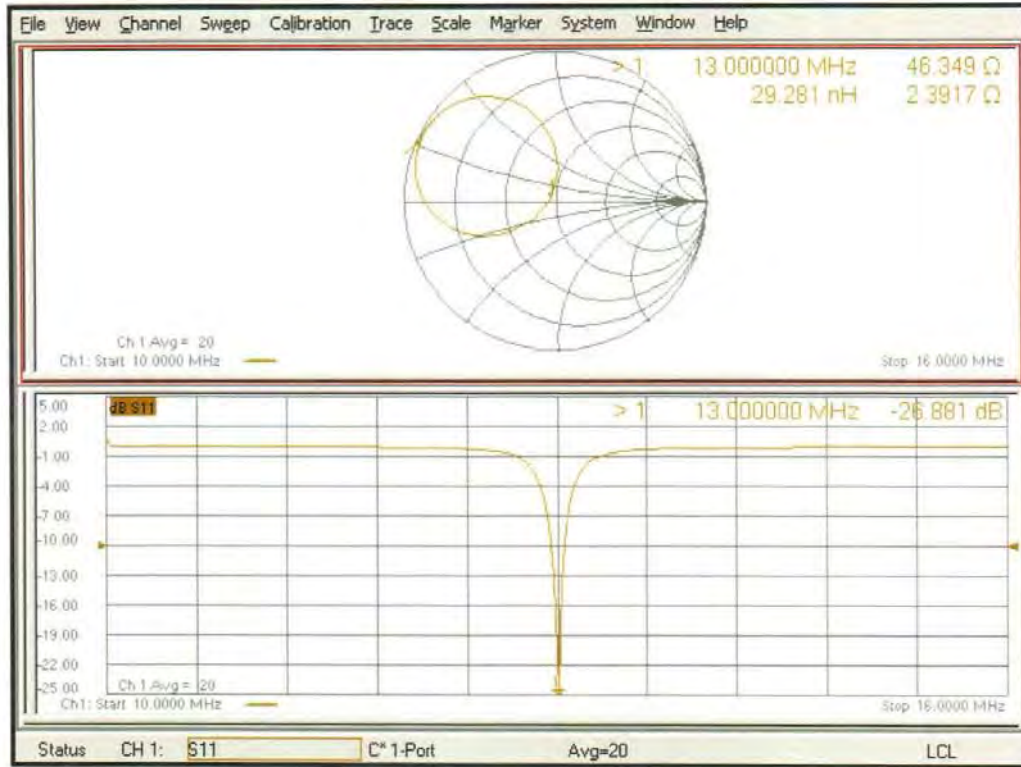 File View Channel Sweep Calibration Trace Scale Marker System Window Help
> 1 13.000000 MHz 46.349 Ω
29.281 nH 2.3917 Ω
Ch 1 Avg = 20
Ch1: Start 10.0000 MHz
Stop 16.0000 MHz
5.00
dB S11
> 1 13.000000 MHz -26.881 dB
2.00
-1.00
-4.00
-7.00
-10.00
-13.00
-16.00
-19.00
-22.00
-25.00
Ch 1 Avg = 20
Ch1: Start 10.0000 MHz
Stop 16.0000 MHz
Status CH 1: S11 C* 1-Port Avg=20 LCL